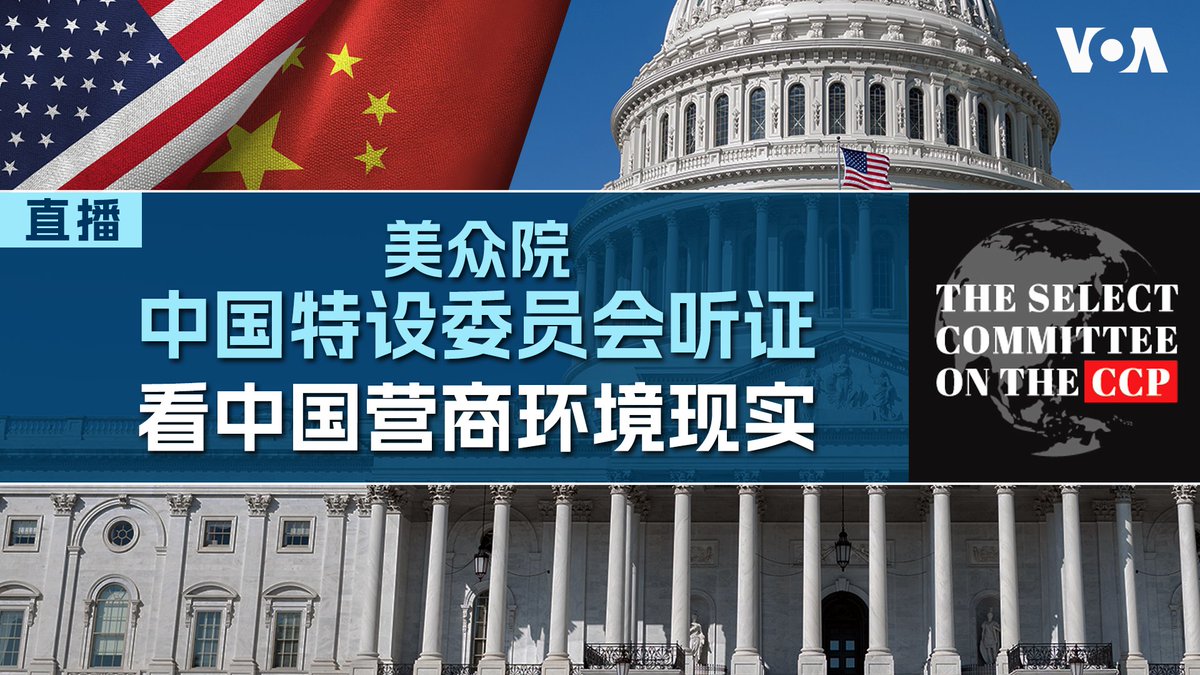 VOA
直播
美众院
中国特设委员会听证
看中国营商环境现实
THE SELECT
COMMITTEE
ON THE CCP